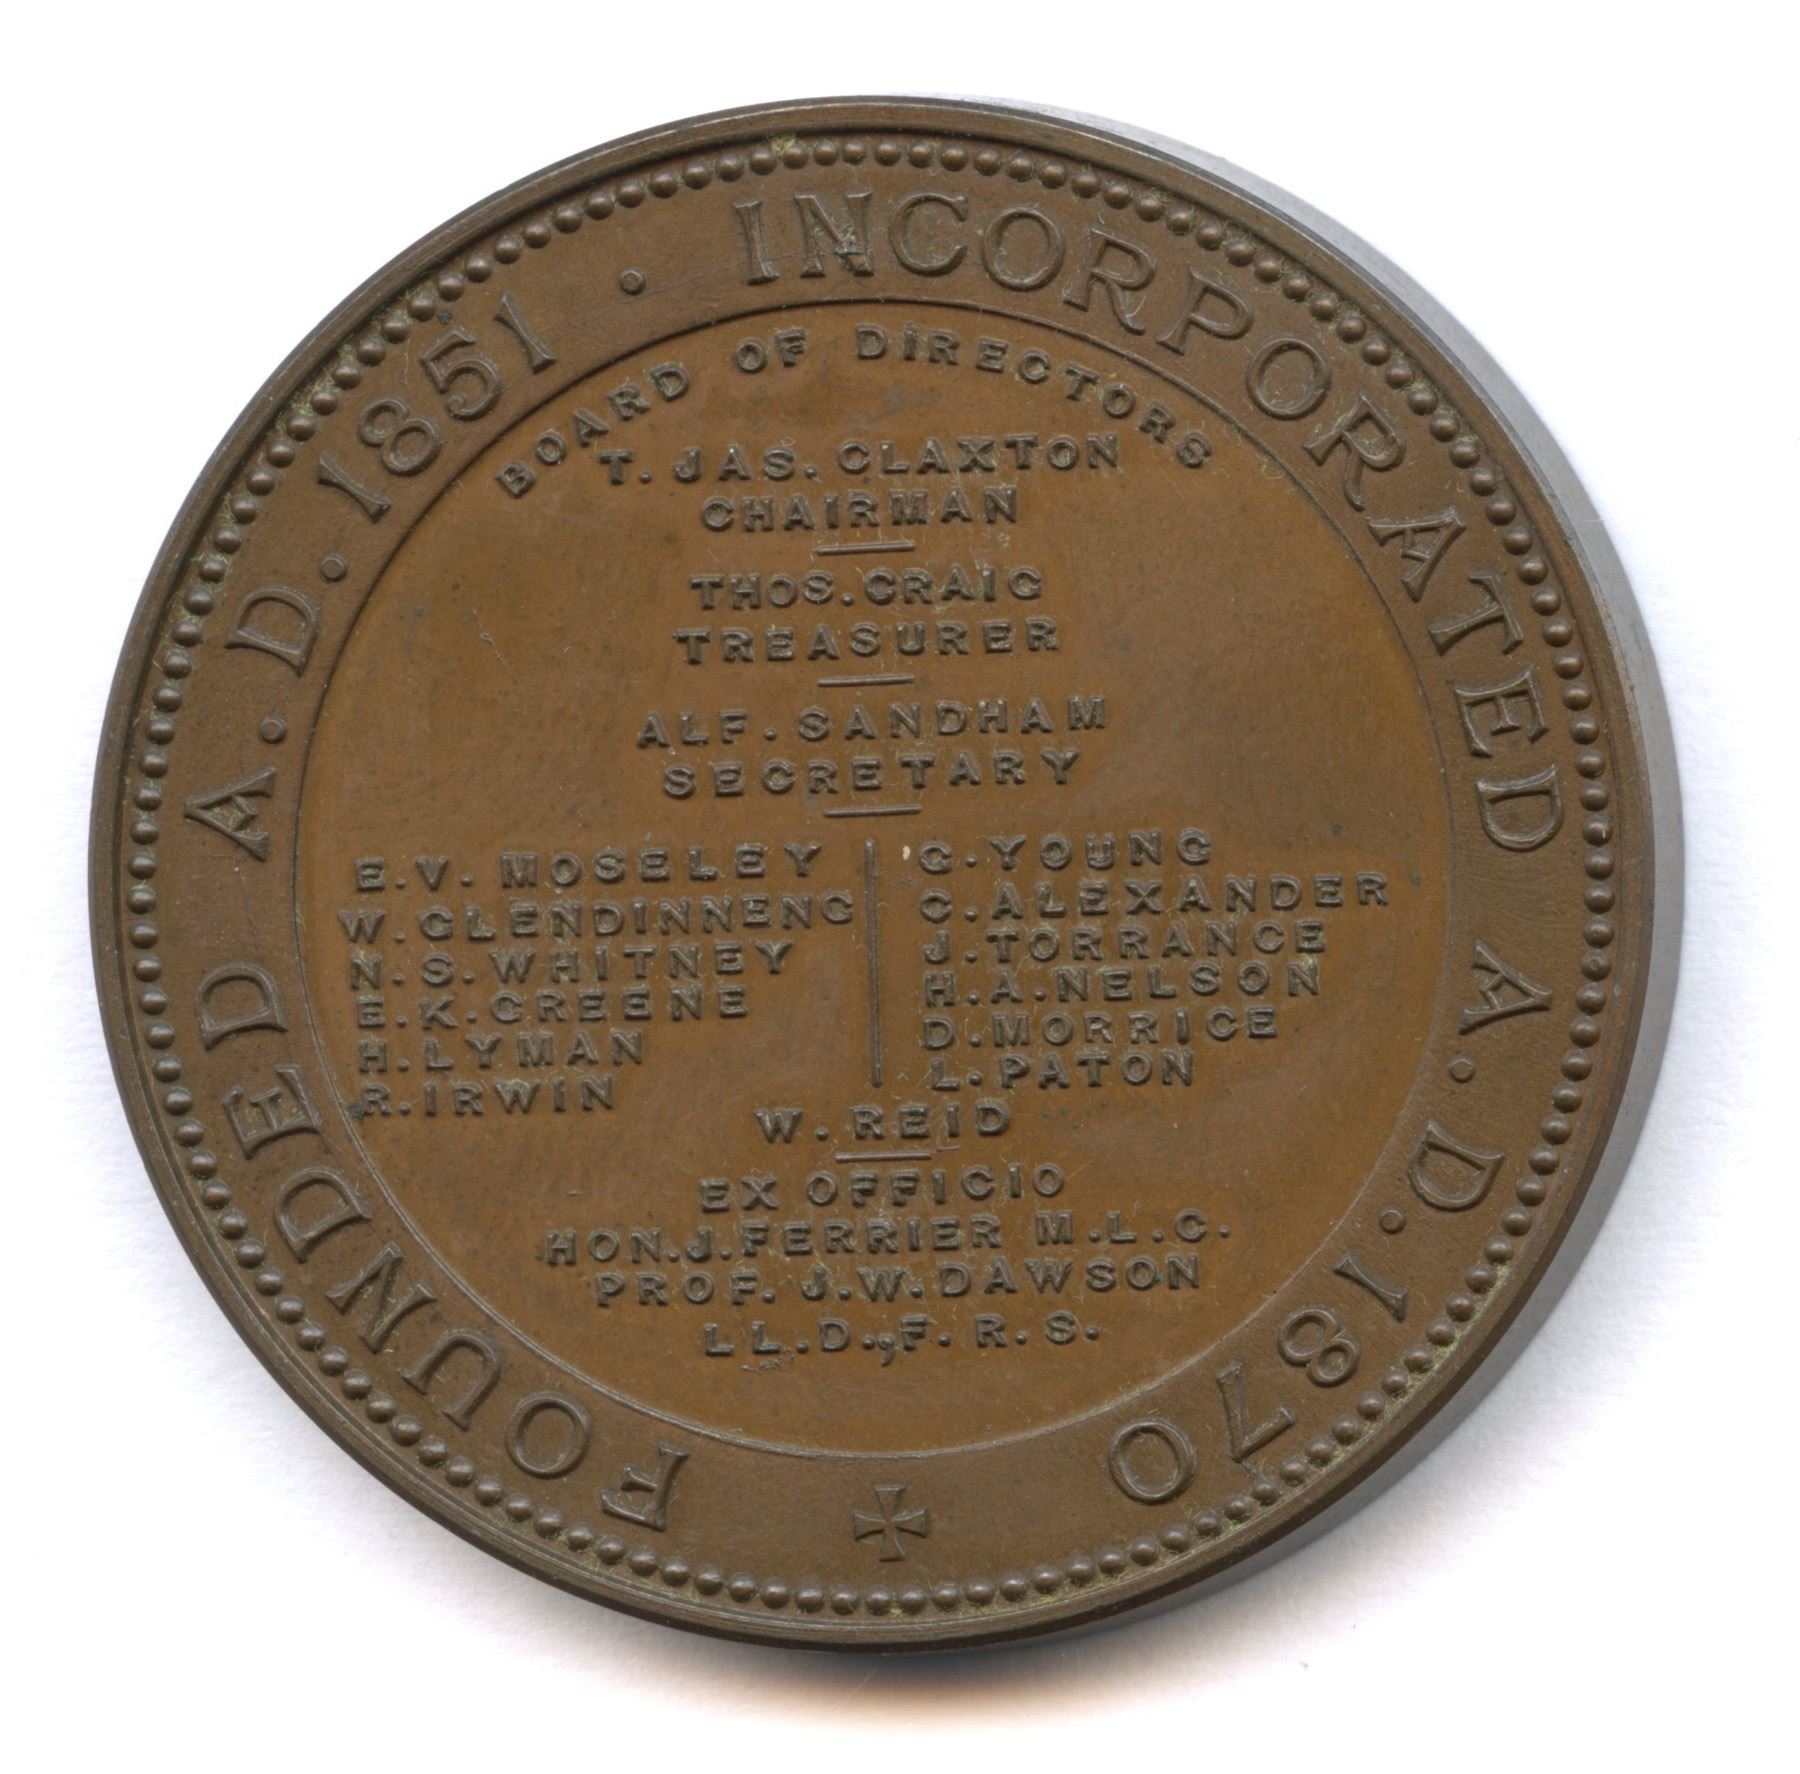 FOUNDED A.D. 1851 · INCORPORATED A.D. 1870
BOARD OF DIRECTORS
T. JAS. CLAXTON
CHAIRMAN
THOS. CRAIG
TREASURER
ALF. SANDHAM
SECRETARY
E.V. MOSELEY
W. GLENDINNENG
N.S. WHITNEY
E.K. GREENE
H. LYMAN
R. IRWIN
G. YOUNG
C. ALEXANDER
J. TORRANCE
H.A. NELSON
D. MORRICE
L. PATON
W. REID
EX OFFICIO
HON. J. FERRIER M.L.C.
PROF. J.W. DAWSON
LL.D., F.R.S.